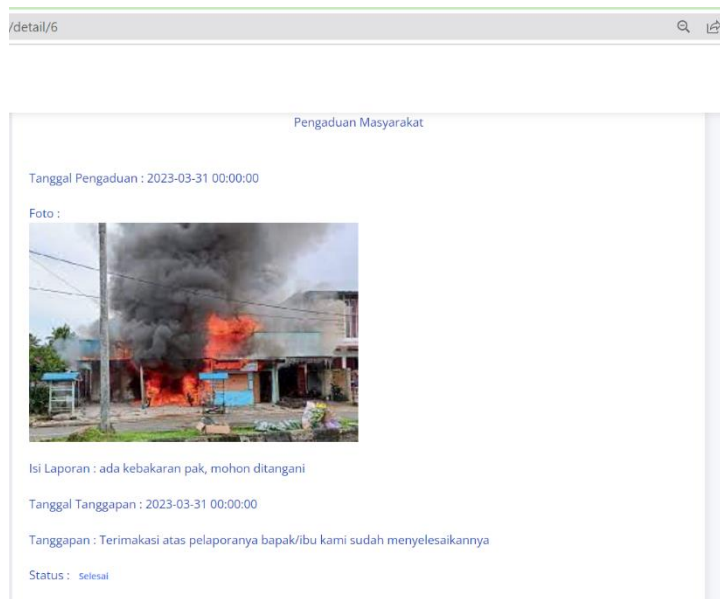 /detail/6
Pengaduan Masyarakat
Tanggal Pengaduan : 2023-03-31 00:00:00
Foto :
Isi Laporan : ada kebakaran pak, mohon ditangani
Tanggal Tanggapan : 2023-03-31 00:00:00
Tanggapan : Terimakasi atas pelaporanya bapak/ibu kami sudah menyelesaikannya
Status : Selesai